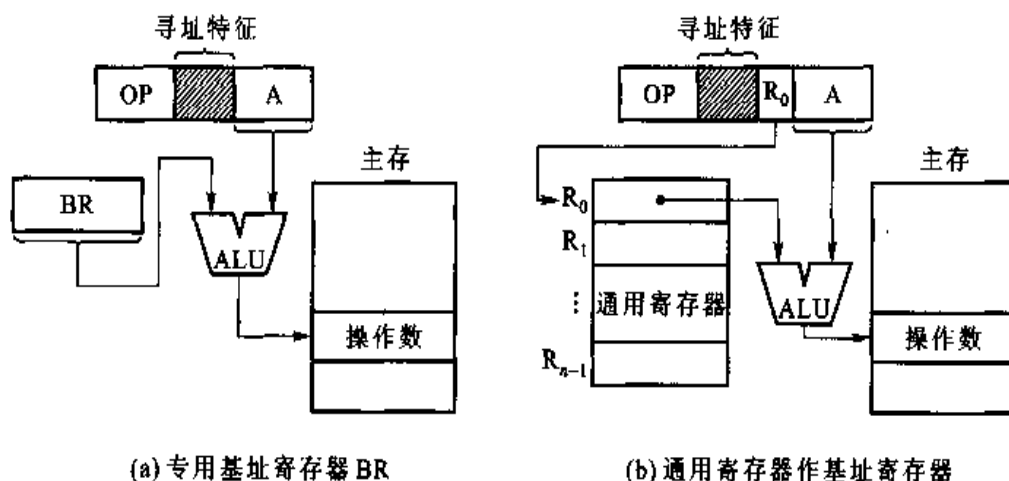 寻址特征
OP A
主存
BR
ALU
操作数
(a) 专用基址寄存器 BR
寻址特征
OP R₀ A
主存
R₀
R₁
⋮ 通用寄存器
ALU
操作数
Rₙ₋₁
(b) 通用寄存器作基址寄存器